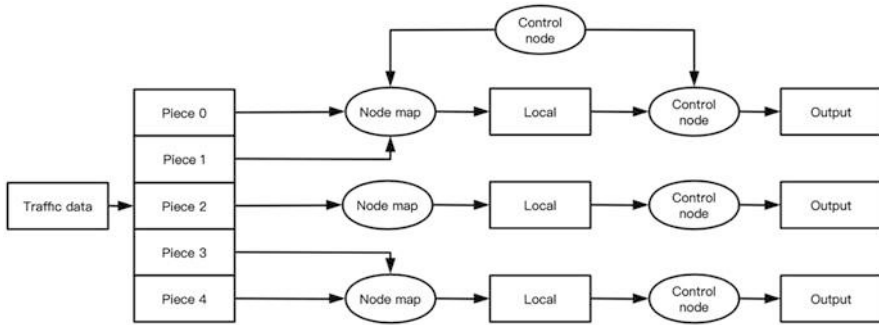 Control
node
Piece 0
Node map
Local
Control
node
Output
Piece 1
Traffic data
Piece 2
Node map
Local
Control
node
Output
Piece 3
Piece 4
Node map
Local
Control
node
Output